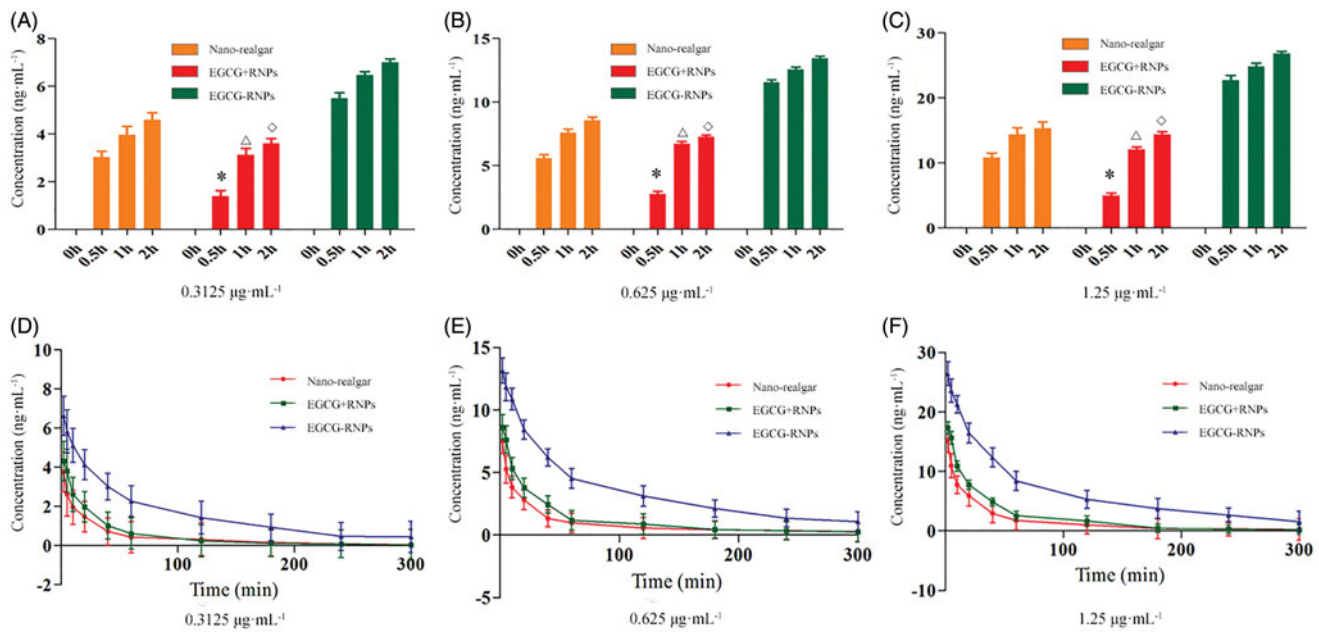 (A)
Concentration (ng·mL⁻¹)
8
6
4
2
0
Nano-realgar
EGCG+RNPs
EGCG-RNPs
*
△
◇
0h
0.5h
1h
2h
0h
0.5h
1h
2h
0h
0.5h
1h
2h
0.3125 μg·mL⁻¹
(B)
Concentration (ng·mL⁻¹)
15
10
5
0
Nano-realgar
EGCG+RNPs
EGCG-RNPs
*
△
◇
0h
0.5h
1h
2h
0h
0.5h
1h
2h
0h
0.5h
1h
2h
0.625 μg·mL⁻¹
(C)
Concentration (ng·mL⁻¹)
30
20
10
0
Nano-realgar
EGCG+RNPs
EGCG-RNPs
*
△
◇
0h
0.5h
1h
2h
0h
0.5h
1h
2h
0h
0.5h
1h
2h
1.25 μg·mL⁻¹
(D)
Concentration (ng·mL⁻¹)
10
8
6
4
2
0
-2
Nano-realgar
EGCG+RNPs
EGCG-RNPs
100
200
300
Time (min)
0.3125 μg·mL⁻¹
(E)
Concentration (ng·mL⁻¹)
15
10
5
0
-5
Nano-realgar
EGCG+RNPs
EGCG-RNPs
100
200
300
Time (min)
0.625 μg·mL⁻¹
(F)
Concentration (ng·mL⁻¹)
30
20
10
0
-10
Nano-realgar
EGCG+RNPs
EGCG-RNPs
100
200
300
Time (min)
1.25 μg·mL⁻¹